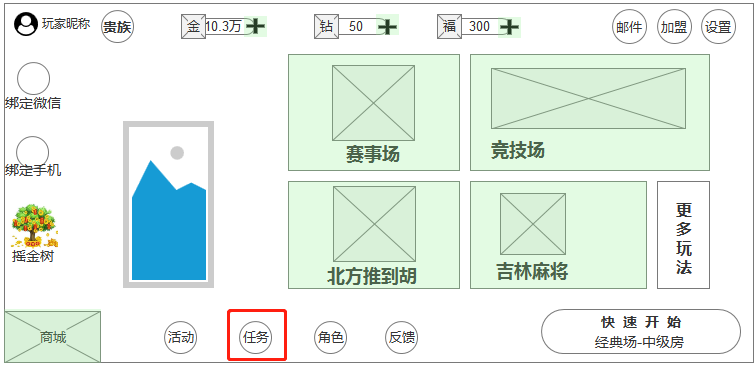 玩家昵称
贵族
金 10.3万
钻 50
福 300
邮件
加盟
设置
绑定微信
绑定手机
摇金树
赛事场
竞技场
北方推到胡
吉林麻将
更多玩法
商城
活动
任务
角色
反馈
快 速 开 始
经典场-中级房